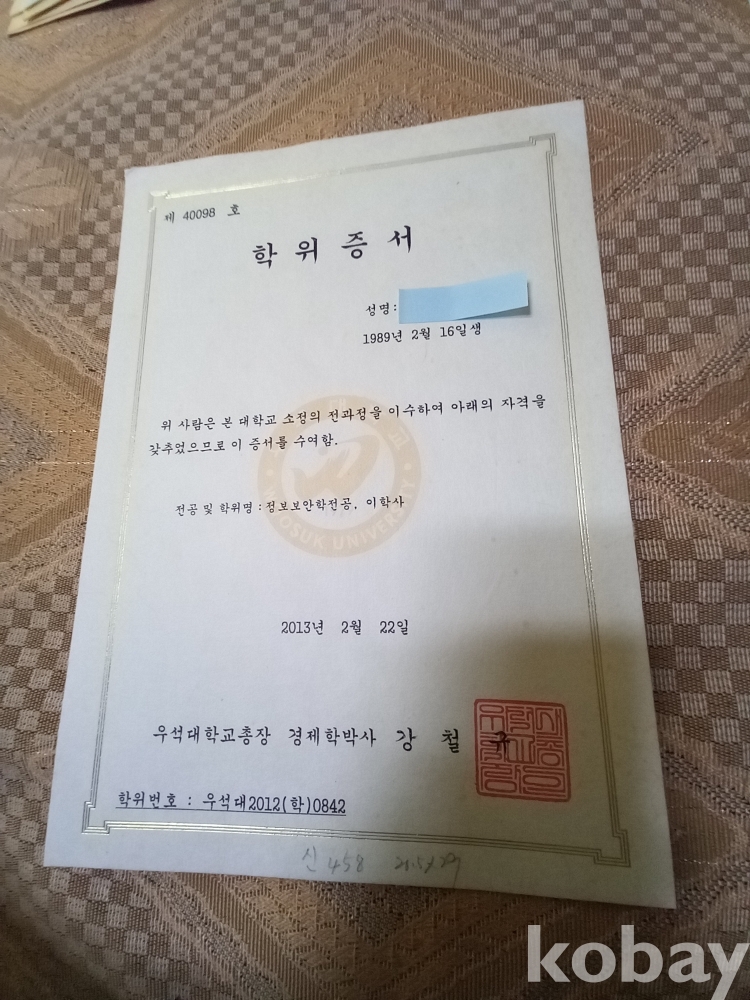 제 40098 호
학 위 증 서
성명:
1989년 2월 16일생
위 사람은 본 대학교 소정의 전과정을 이수하여 아래의 자격을
갖추었으므로 이 증서를 수여함.
전공 및 학위명 : 정보보안학전공, 이학사
SUK UNIVERSITY
2013년 2월 22일
우석대학교총장 경제학박사 강 철 규
학위번호 : 우석대2012(학)0842
신 458
kobay